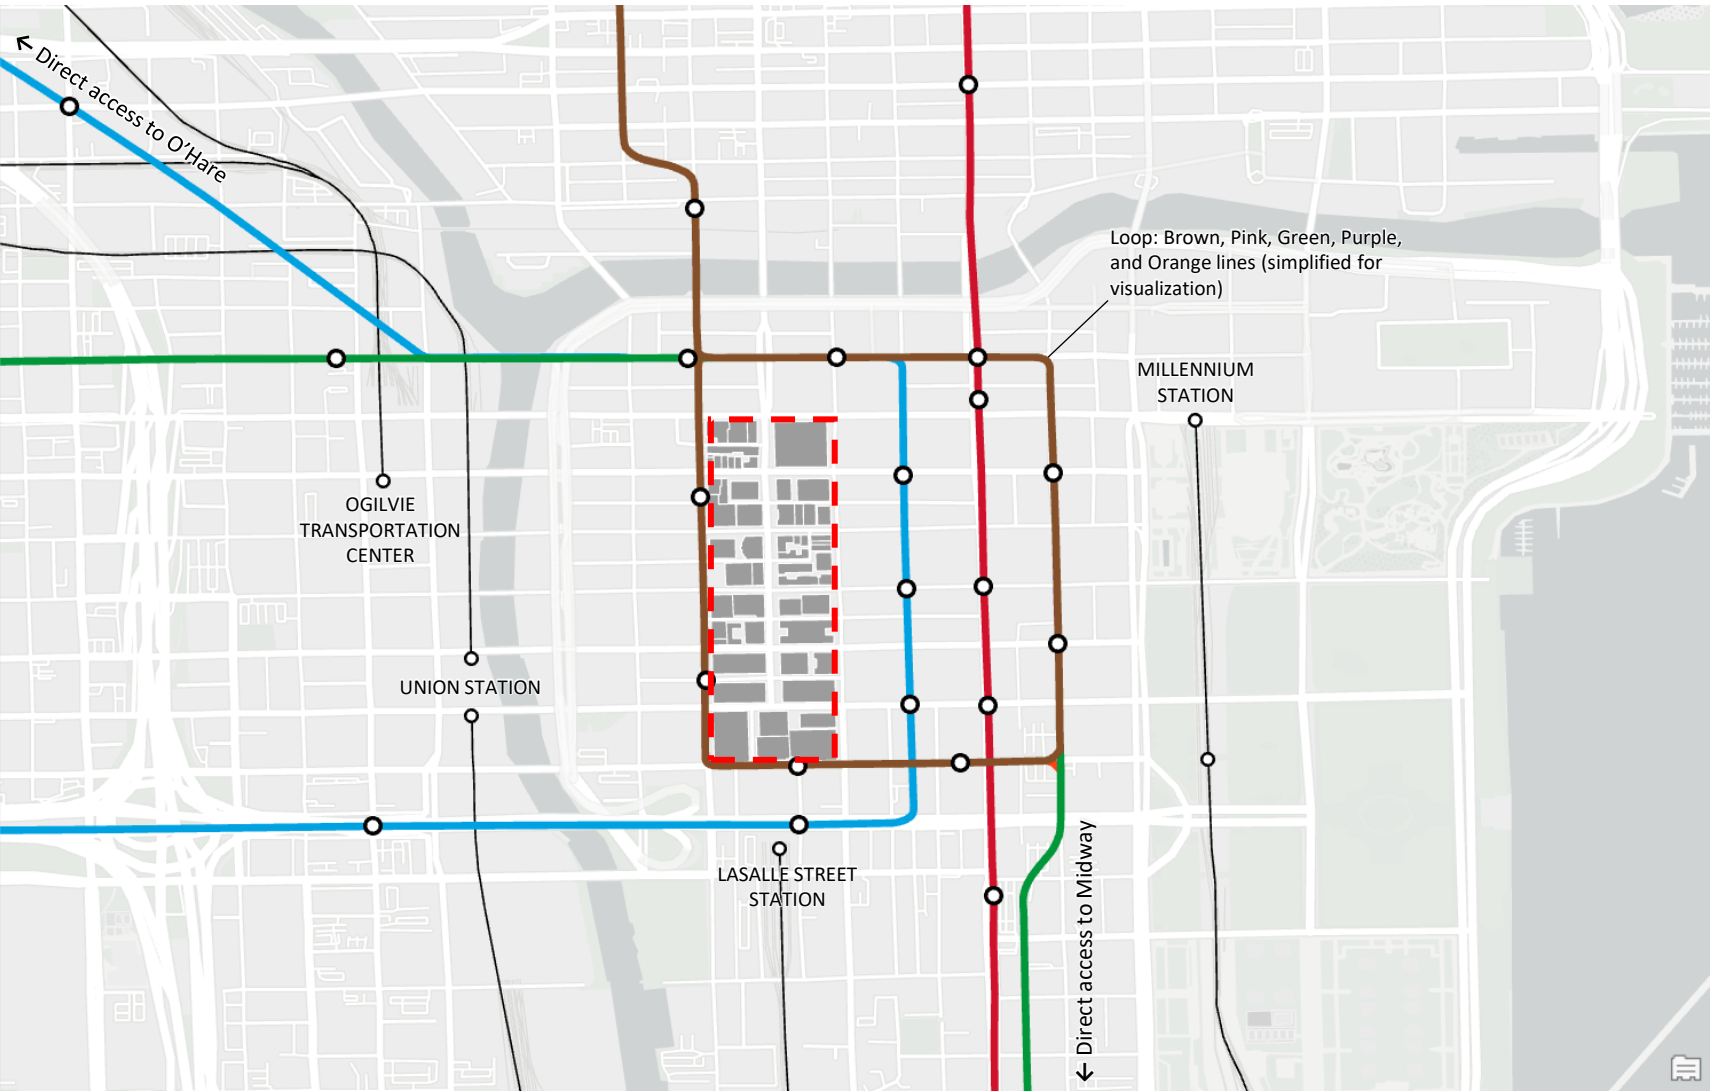 ← Direct access to O’Hare
Loop: Brown, Pink, Green, Purple,
and Orange lines (simplified for
visualization)
MILLENNIUM
STATION
OGILVIE
TRANSPORTATION
CENTER
UNION STATION
LASALLE STREET
STATION
← Direct access to Midway